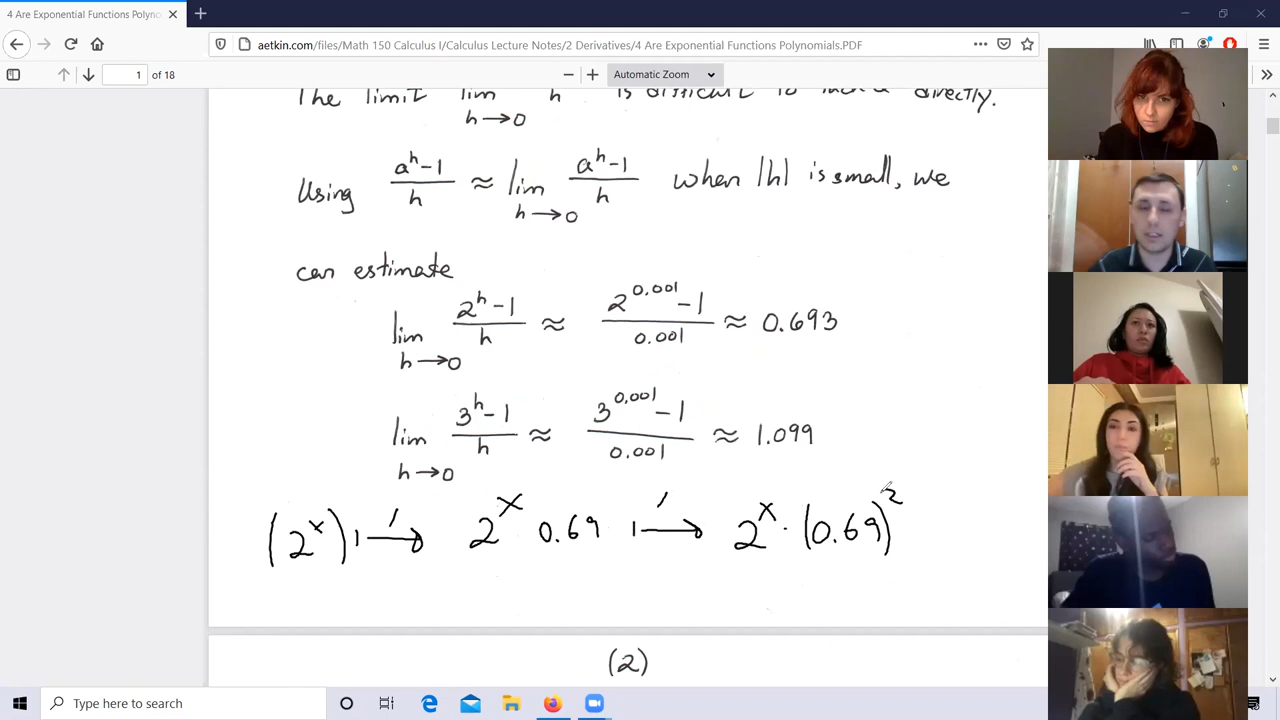 4 Are Exponential Functions Polyno
aetkin.com/files/Math 150 Calculus I/Calculus Lecture Notes/2 Derivatives/4 Are Exponential Functions Polynomials.PDF
1 of 18
Automatic Zoom
The limit lim h→0 h is difficult to directly.
Using (a^h - 1)/h ≈ lim h→0 (a^h - 1)/h when |h| is small, we
can estimate
lim h→0 (2^h - 1)/h ≈ (2^0.001 - 1)/0.001 ≈ 0.693
lim h→0 (3^h - 1)/h ≈ (3^0.001 - 1)/0.001 ≈ 1.099
(2^x) ↦' 2^x 0.69 ↦' 2^x · (0.69)^2
(2)
Type here to search